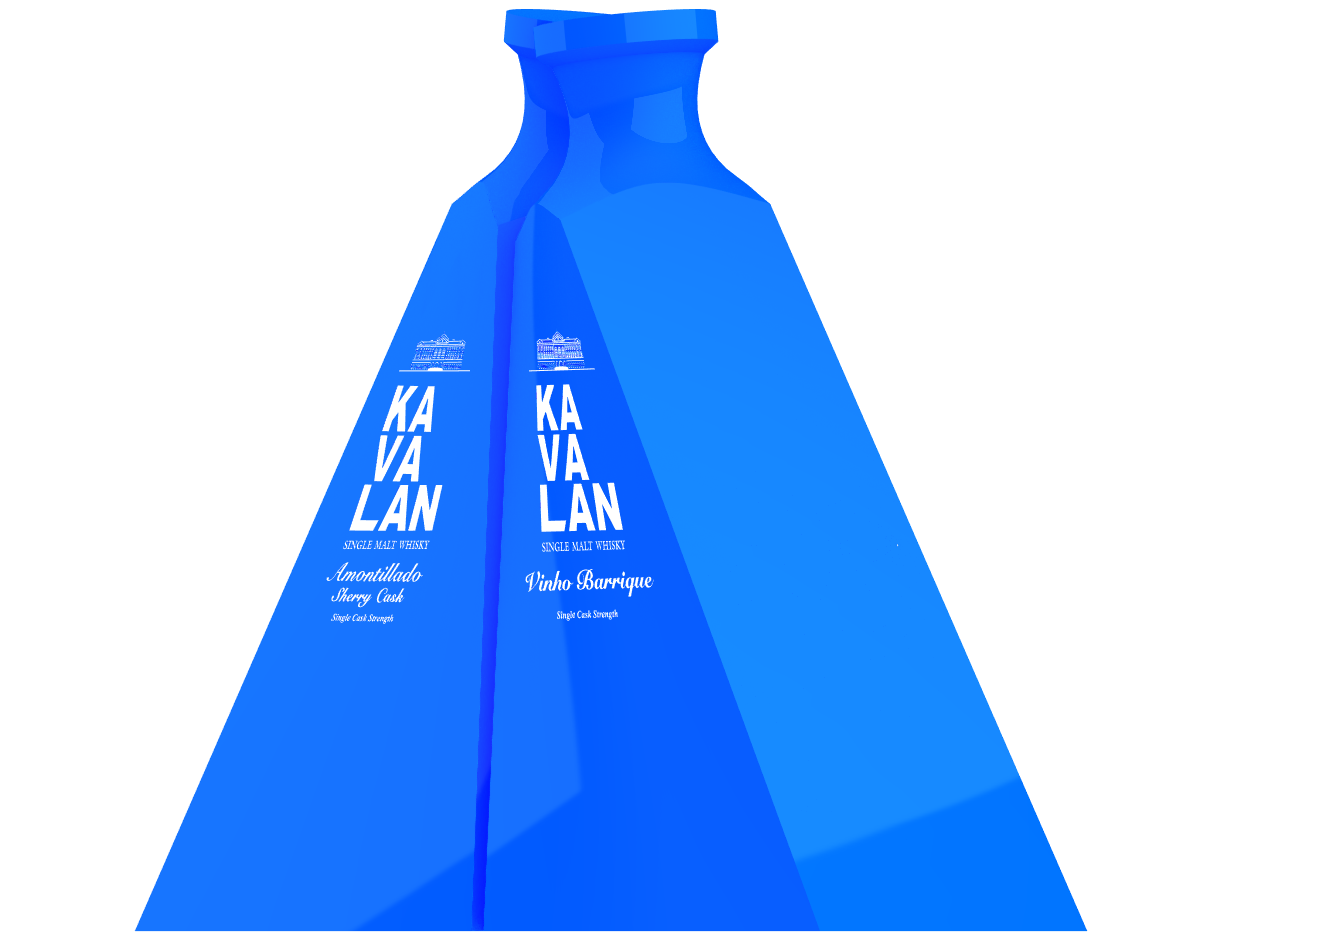 KA
VA
LAN
SINGLE MALT WHISKY
Amontillado
Sherry Cask
Single Cask Strength
KA
VA
LAN
SINGLE MALT WHISKY
Vinho Barrique
Single Cask Strength